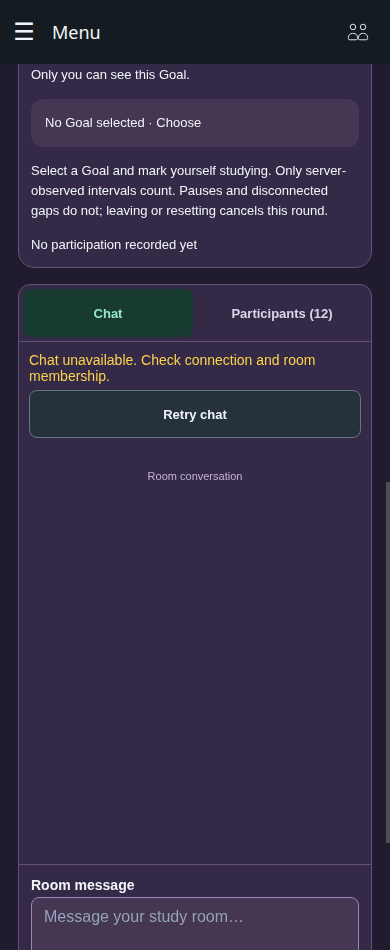 Menu
Only you can see this Goal.
No Goal selected · Choose
Select a Goal and mark yourself studying. Only server-
observed intervals count. Pauses and disconnected
gaps do not; leaving or resetting cancels this round.
No participation recorded yet
Chat
Participants (12)
Chat unavailable. Check connection and room
membership.
Retry chat
Room conversation
Room message
Message your study room…